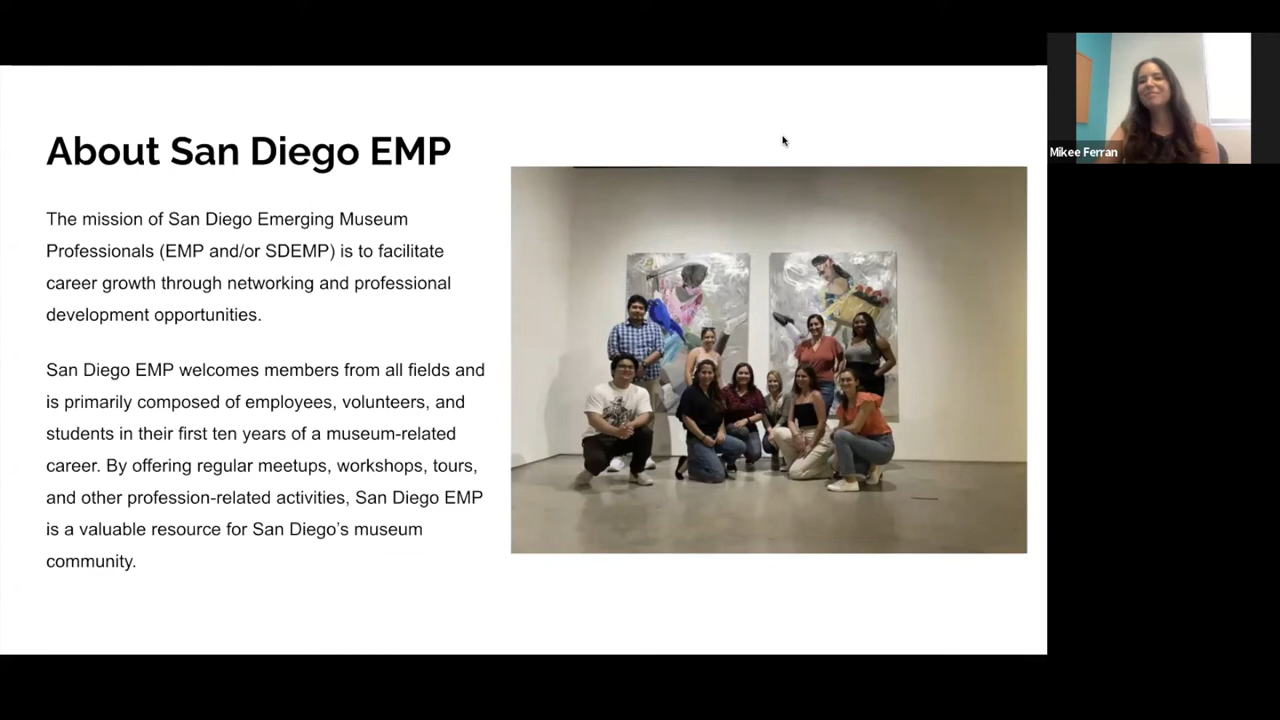 About San Diego EMP
The mission of San Diego Emerging Museum
Professionals (EMP and/or SDEMP) is to facilitate
career growth through networking and professional
development opportunities.
San Diego EMP welcomes members from all fields and
is primarily composed of employees, volunteers, and
students in their first ten years of a museum-related
career. By offering regular meetups, workshops, tours,
and other profession-related activities, San Diego EMP
is a valuable resource for San Diego’s museum
community.
Mikee Ferran